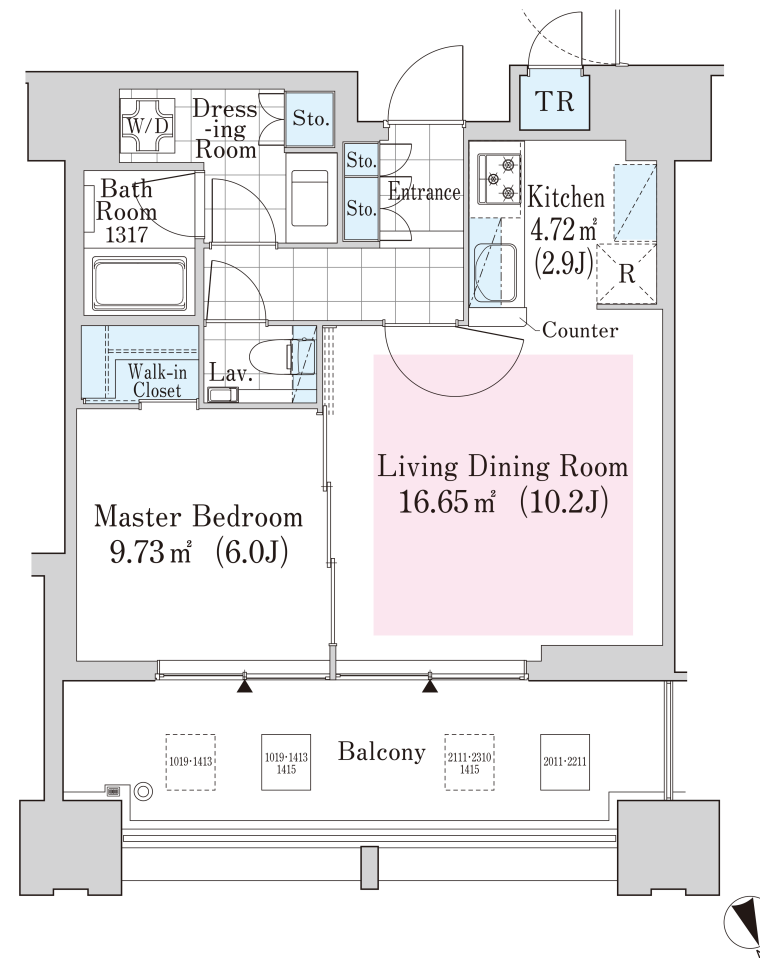 TR
W/D
Dress
-ing
Room
Sto.
Sto.
Sto.
Entrance
Bath
Room
1317
Kitchen
4.72㎡
(2.9J)
R
Counter
Walk-in
Closet
Lav.
Living Dining Room
16.65㎡ (10.2J)
Master Bedroom
9.73㎡ (6.0J)
Balcony
1019・1413
1019・1413
1415
2111・2310
1415
2011・2211